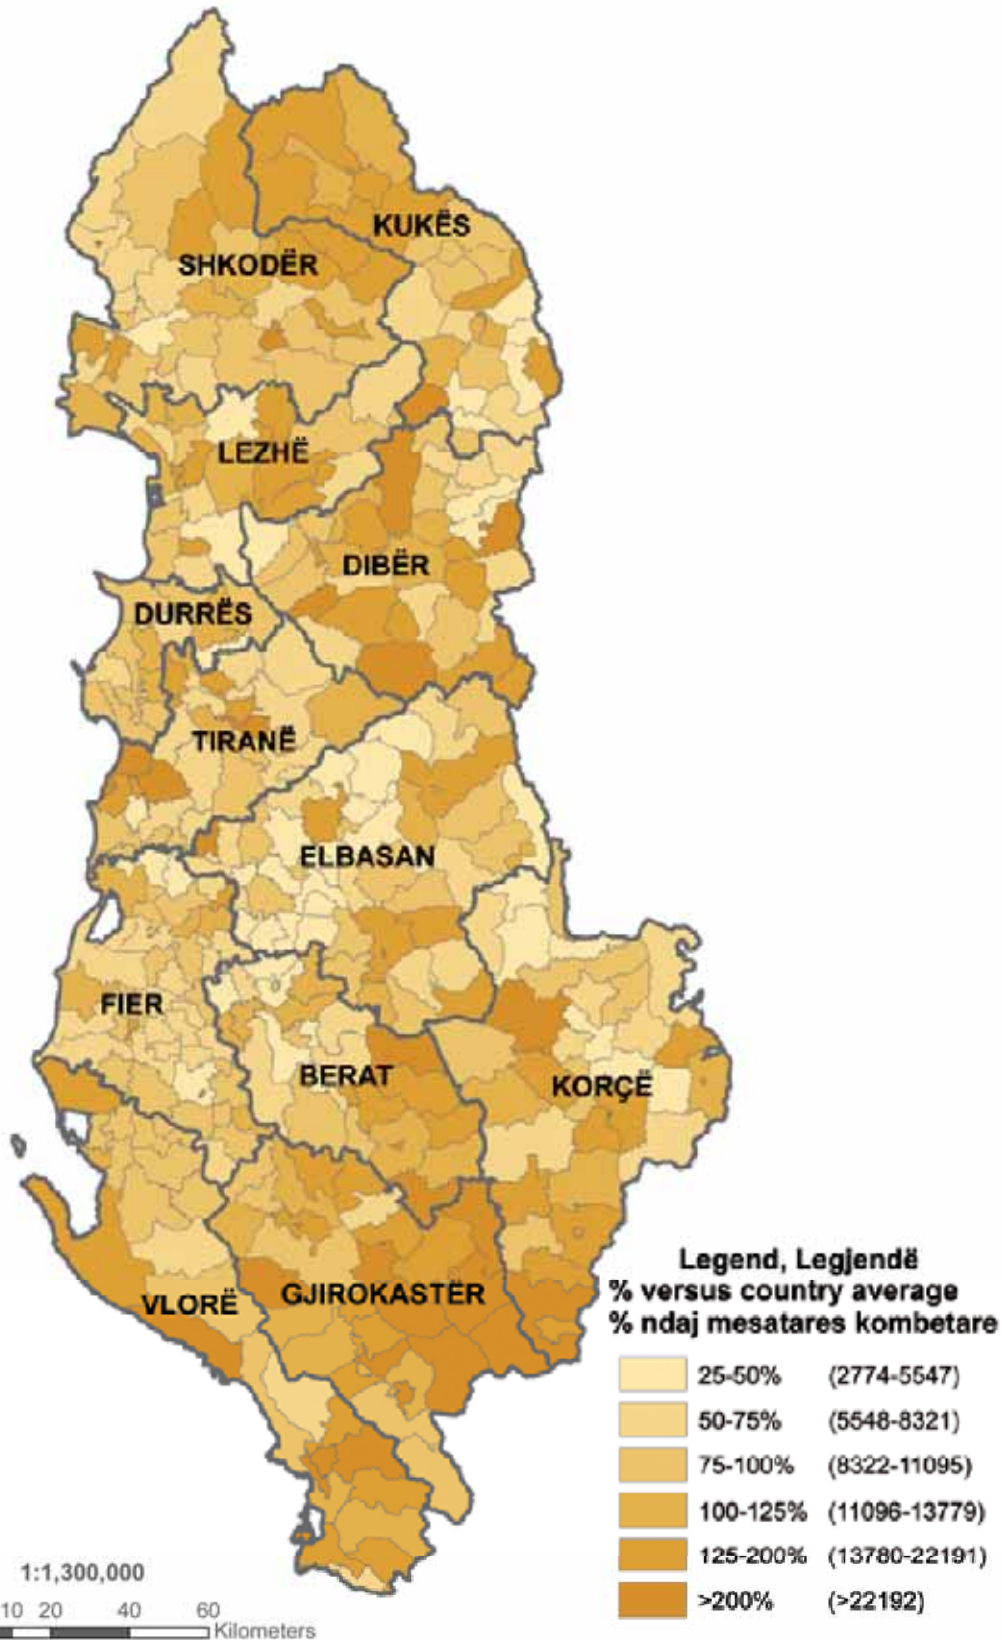 KUKËS
SHKODËR
LEZHË
DIBËR
DURRËS
TIRANË
ELBASAN
FIER
BERAT
KORÇË
VLORË
GJIROKASTËR
Legend, Legjendë
% versus country average
% ndaj mesatares kombetare
25-50% (2774-5547)
50-75% (5548-8321)
75-100% (8322-11095)
100-125% (11096-13779)
125-200% (13780-22191)
>200% (>22192)
1:1,300,000
10 20 40 60
Kilometers